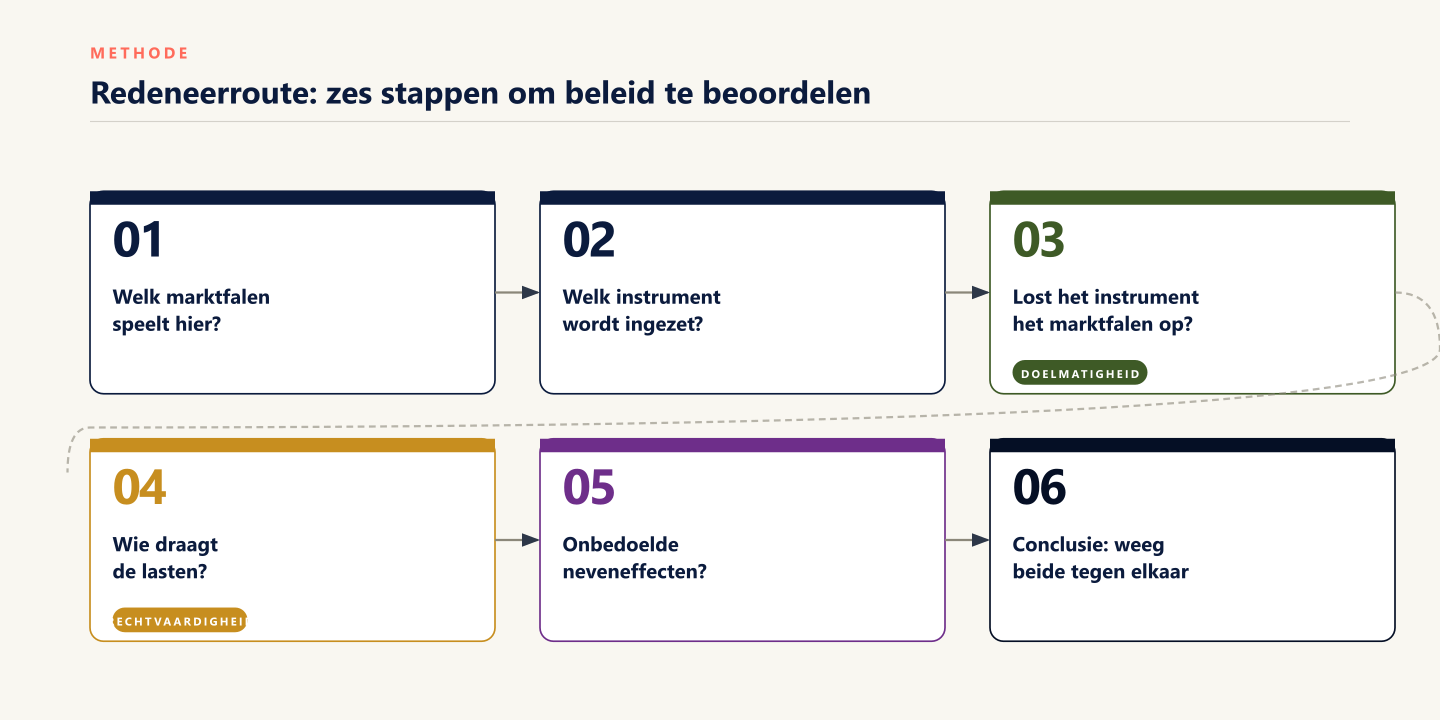 METHODE
Redeneerroute: zes stappen om beleid te beoordelen
01
Welk marktfalen
speelt hier?
02
Welk instrument
wordt ingezet?
03
Lost het instrument
het marktfalen op?
DOELMATIGHEID
04
Wie draagt
de lasten?
RECHTVAARDIGHEID
05
Onbedoelde
neveneffecten?
06
Conclusie: weeg
beide tegen elkaar